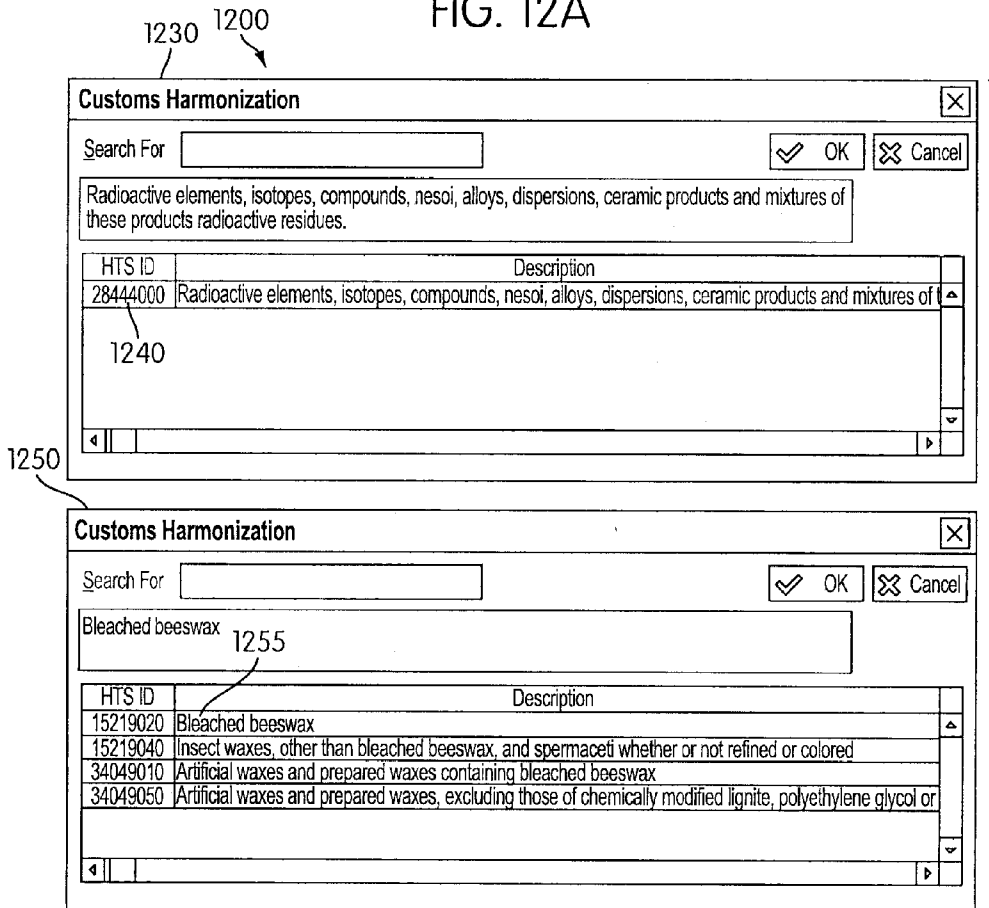 FIG. 12A
1230 1200
Customs Harmonization
Search For OK Cancel
Radioactive elements, isotopes, compounds, nesoi, alloys, dispersions, ceramic products and mixtures of
these products radioactive residues.
HTS ID Description
28444000 Radioactive elements, isotopes, compounds, nesoi, alloys, dispersions, ceramic products and mixtures of
1240
1250
Customs Harmonization
Search For OK Cancel
Bleached beeswax
1255
HTS ID Description
15219020 Bleached beeswax
15219040 Insect waxes, other than bleached beeswax, and spermaceti whether or not refined or colored
34049010 Artificial waxes and prepared waxes containing bleached beeswax
34049050 Artificial waxes and prepared waxes, excluding those of chemically modified lignite, polyethylene glycol or